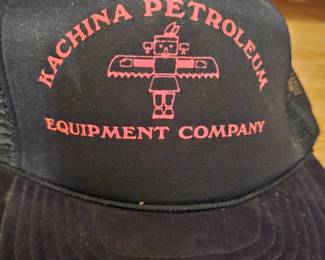 KACHINA PETROLEUM
EQUIPMENT COMPANY